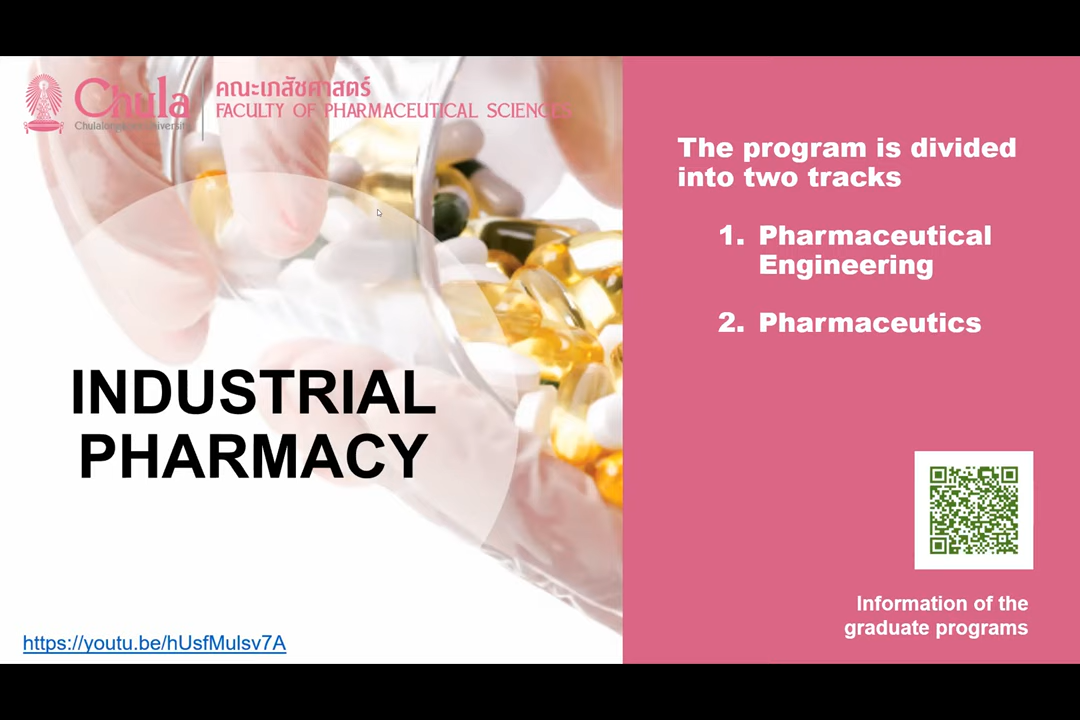 Chula
Chulalongkorn University
คณะเภสัชศาสตร์
FACULTY OF PHARMACEUTICAL SCIENCES
INDUSTRIAL
PHARMACY
https://youtu.be/hUsfMulsv7A
The program is divided
into two tracks
1. Pharmaceutical
Engineering
2. Pharmaceutics
Information of the
graduate programs